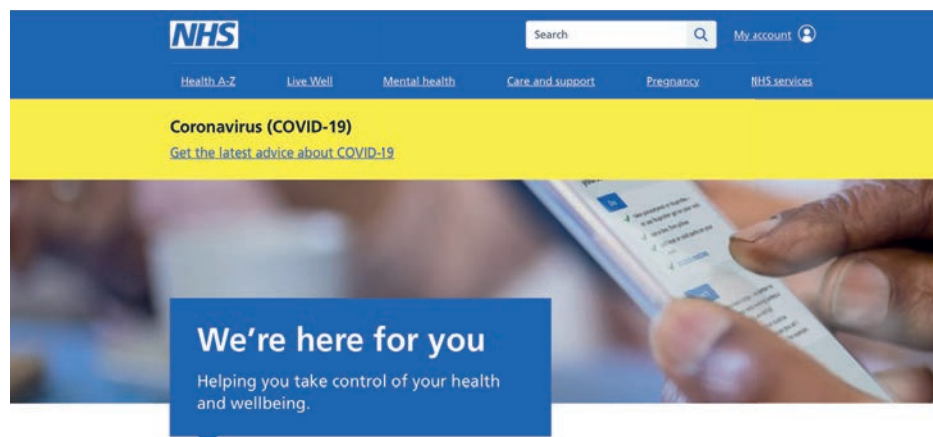 NHS
Search
My account
Health A-Z Live Well Mental health Care and support Pregnancy NHS services
Coronavirus (COVID-19)
Get the latest advice about COVID-19
Do
We're here for you
Helping you take control of your health
and wellbeing.